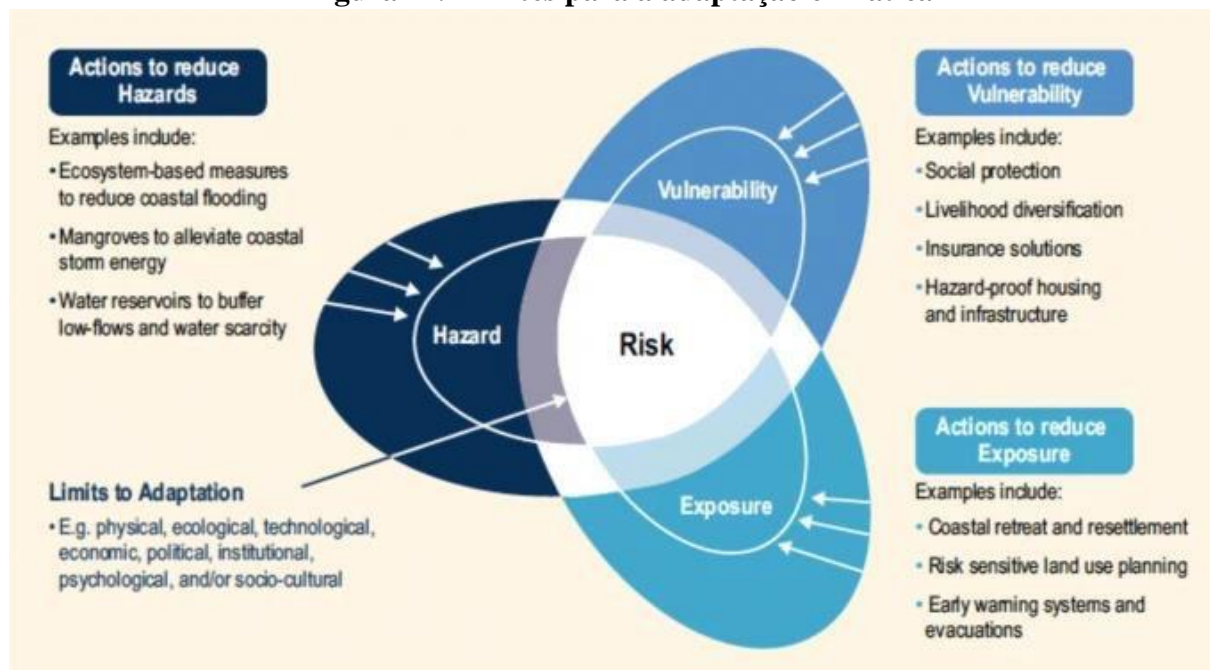 para a adaptação
Actions to reduce
Hazards
Examples include:
• Ecosystem-based measures
to reduce coastal flooding
• Mangroves to alleviate coastal
storm energy
• Water reservoirs to buffer
low-flows and water scarcity
Limits to Adaptation
• E.g. physical, ecological, technological,
economic, political, institutional,
psychological, and/or socio-cultural
Hazard
Vulnerability
Risk
Exposure
Actions to reduce
Vulnerability
Examples include:
• Social protection
• Livelihood diversification
• Insurance solutions
• Hazard-proof housing
and infrastructure
Actions to reduce
Exposure
Examples include:
• Coastal retreat and resettlement
• Risk sensitive land use planning
• Early warning systems and
evacuations